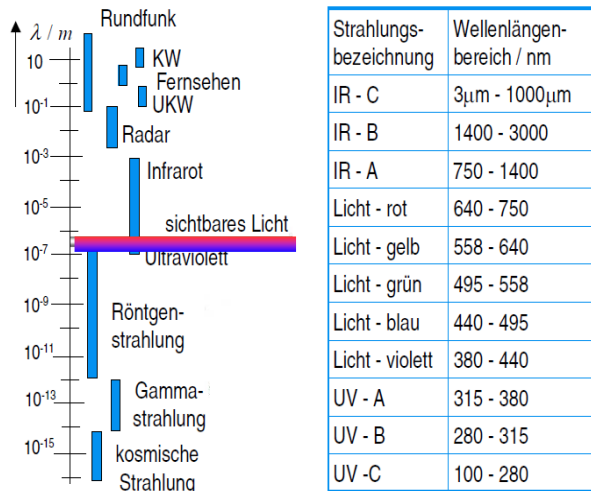 Rundfunk
λ / m
10
KW
Fernsehen
10-1
UKW
Radar
10-3
Infrarot
10-5
sichtbares Licht
10-7
Ultraviolett
10-9
Röntgen-
strahlung
10-11
10-13
Gamma-
strahlung
10-15
kosmische
Strahlung
Strahlungs-
bezeichnung
Wellenlängen-
bereich / nm
IR - C 3µm - 1000µm
IR - B 1400 - 3000
IR - A 750 - 1400
Licht - rot 640 - 750
Licht - gelb 558 - 640
Licht - grün 495 - 558
Licht - blau 440 - 495
Licht - violett 380 - 440
UV - A 315 - 380
UV - B 280 - 315
UV -C 100 - 280